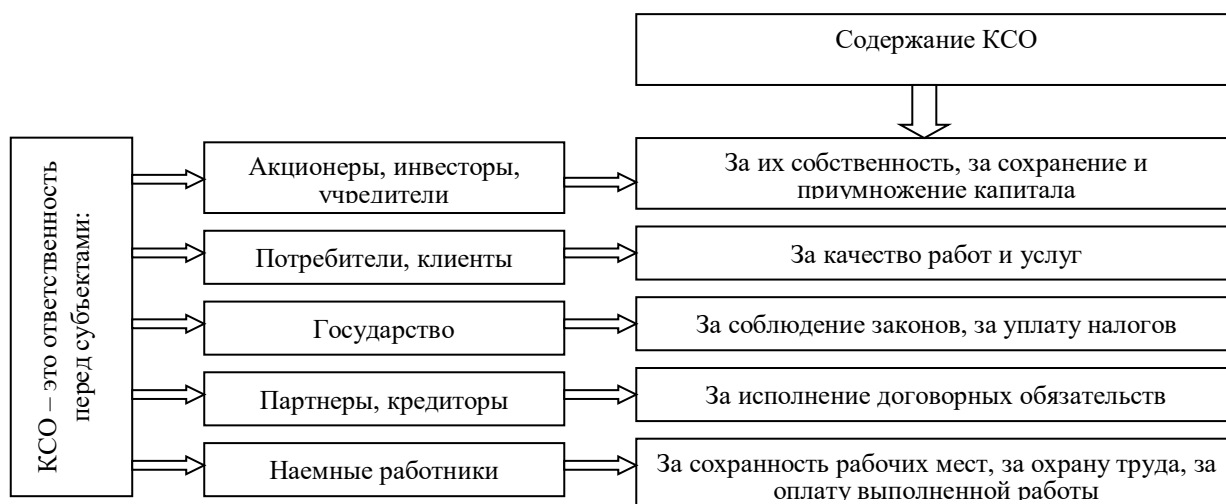 Содержание КСО
КСО – это ответственность
перед субъектами:
Акционеры, инвесторы,
учредители
За их собственность, за сохранение и
приумножение капитала
Потребители, клиенты
За качество работ и услуг
Государство
За соблюдение законов, за уплату налогов
Партнеры, кредиторы
За исполнение договорных обязательств
Наемные работники
За сохранность рабочих мест, за охрану труда, за
оплату выполненной работы